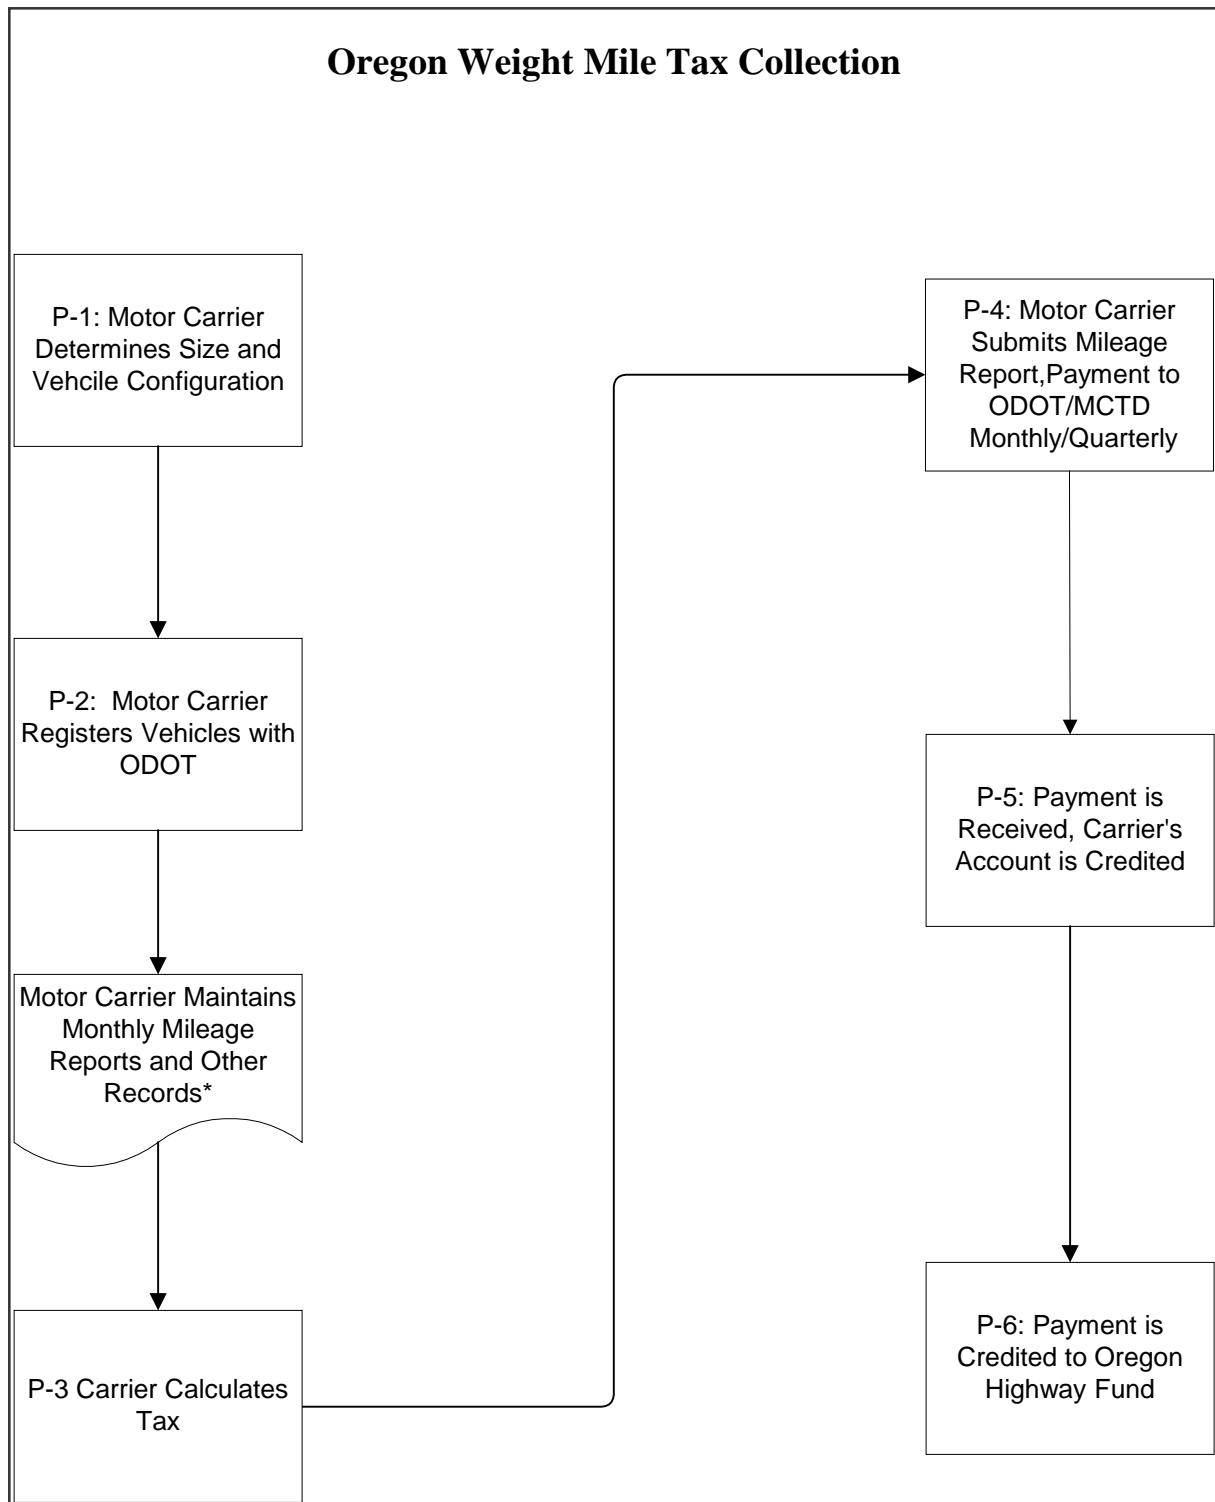 Oregon Weight Mile Tax Collection
P-1: Motor Carrier
Determines Size and
Vehcile Configuration
P-2:  Motor Carrier
Registers Vehicles with
ODOT
Motor Carrier Maintains
Monthly Mileage
Reports and Other
Records*
P-3 Carrier Calculates
Tax
P-4: Motor Carrier
Submits Mileage
Report,Payment to
ODOT/MCTD
Monthly/Quarterly
P-5: Payment is
Received, Carrier's
Account is Credited
P-6: Payment is
Credited to Oregon
Highway Fund